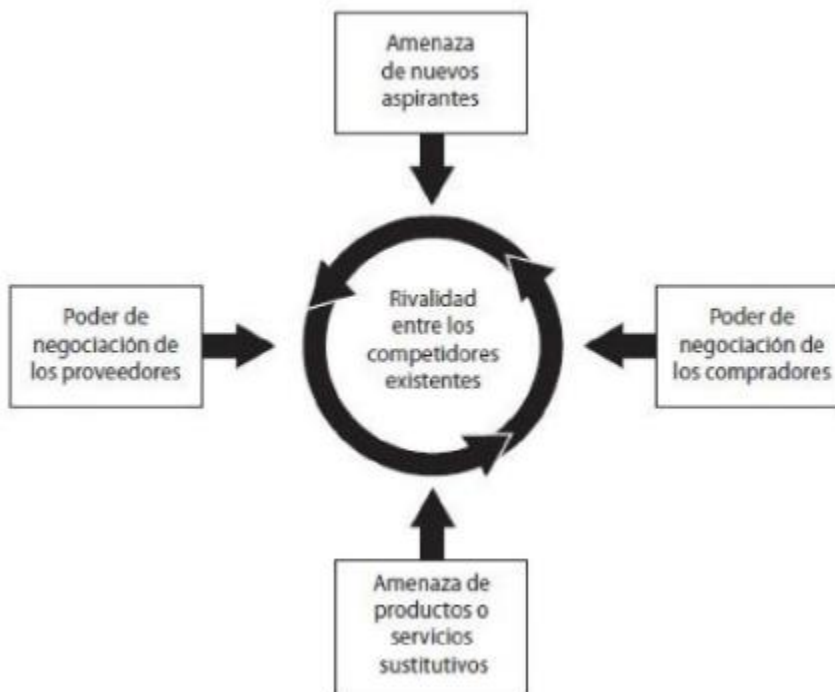 Amenaza
de nuevos
aspirantes
Poder de
negociación de
los proveedores
Rivalidad
entre los
competidores
existentes
Poder de
negociación de
los compradores
Amenaza de
productos o
servicios
sustitutivos